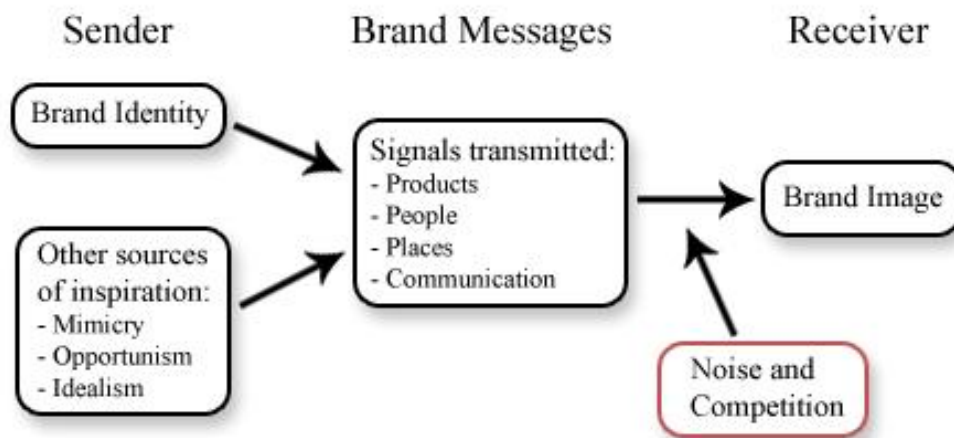 Sender
Brand Messages
Receiver
Brand Identity
Other sources
of inspiration:
- Mimicry
- Opportunism
- Idealism
Signals transmitted:
- Products
- People
- Places
- Communication
Brand Image
Noise and
Competition